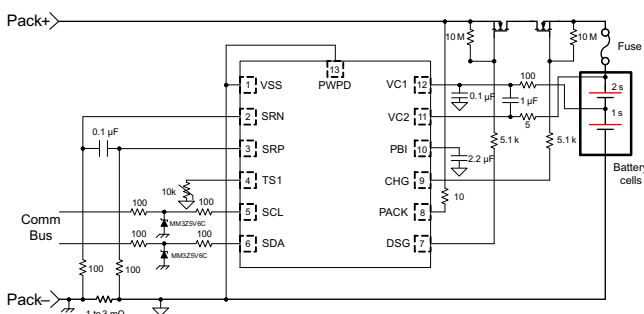 Pack+
10 M
10 M
Fuse
13
PWPD
1 VSS
VC1 12
100
0.1 µF
1 µF
2 s
2 SRN
VC2 11
5
1 s
0.1 µF
5.1 k
5.1 k
3 SRP
PBI 10
2.2 µF
Battery
cells
4 TS1
CHG 9
10k
100
100
Comm
Bus
5 SCL
PACK 8
10
MM3Z5V6C
100
100
6 SDA
DSG 7
MM3Z5V6C
100
100
Pack–
1 to 3 mΩ